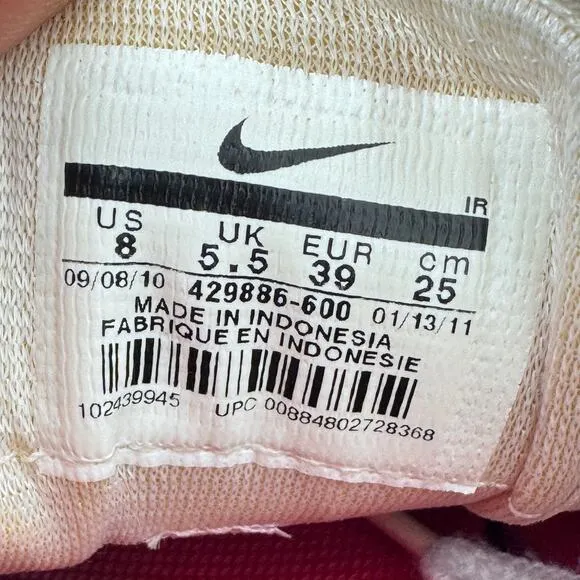 IR
US UK EUR cm
8 5.5 39 25
09/08/10 429886-600 01/13/11
MADE IN INDONESIA
FABRIQUE EN INDONESIE
102439945 UPC 00884802728368